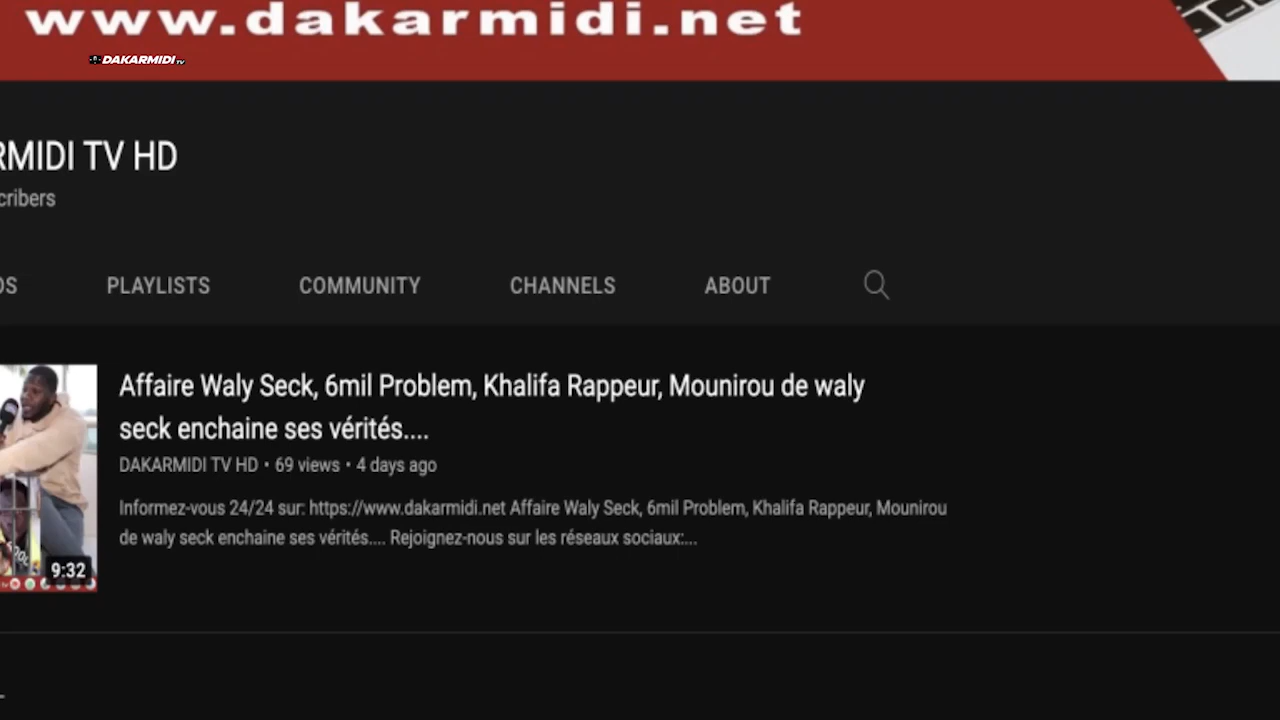 www.dakarmidi.net
DAKARMIDI TV
RMIDI TV HD
cribers
OS
PLAYLISTS
COMMUNITY
CHANNELS
ABOUT
Affaire Waly Seck, 6mil Problem, Khalifa Rappeur, Mounirou de waly
seck enchaine ses vérités....
DAKARMIDI TV HD • 69 views • 4 days ago
Informez-vous 24/24 sur: https://www.dakarmidi.net Affaire Waly Seck, 6mil Problem, Khalifa Rappeur, Mounirou
de waly seck enchaine ses vérités.... Rejoignez-nous sur les réseaux sociaux:...
9:32